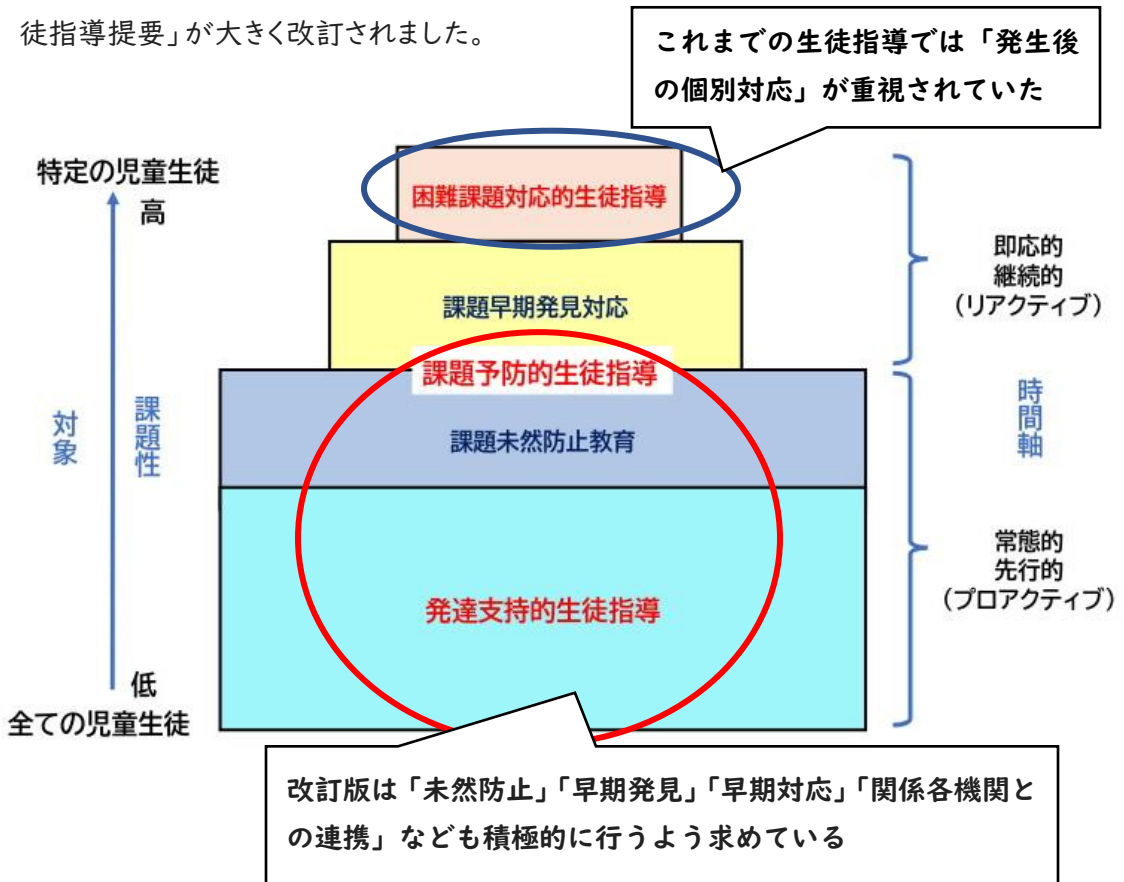 徒指導提要」が大きく改訂されました。
これまでの生徒指導では「発生後
の個別対応」が重視されていた
特定の児童生徒
高
困難課題対応的生徒指導
即応的
継続的
(リアクティブ)
課題早期発見対応
課題予防的生徒指導
対象
課題性
課題未然防止教育
時間軸
発達支持的生徒指導
常態的
先行的
(プロアクティブ)
低
全ての児童生徒
改訂版は「未然防止」「早期発見」「早期対応」「関係各機関と
の連携」なども積極的に行うよう求めている